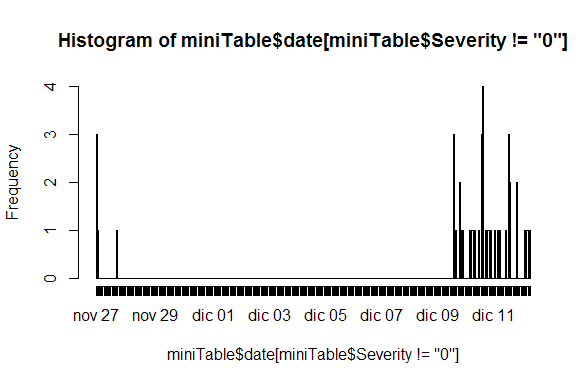 Histogram of miniTable$date[miniTable$Severity != "0"]
Frequency
4
3
2
1
0
nov 27 nov 29 dic 01 dic 03 dic 05 dic 07 dic 09 dic 11
miniTable$date[miniTable$Severity != "0"]